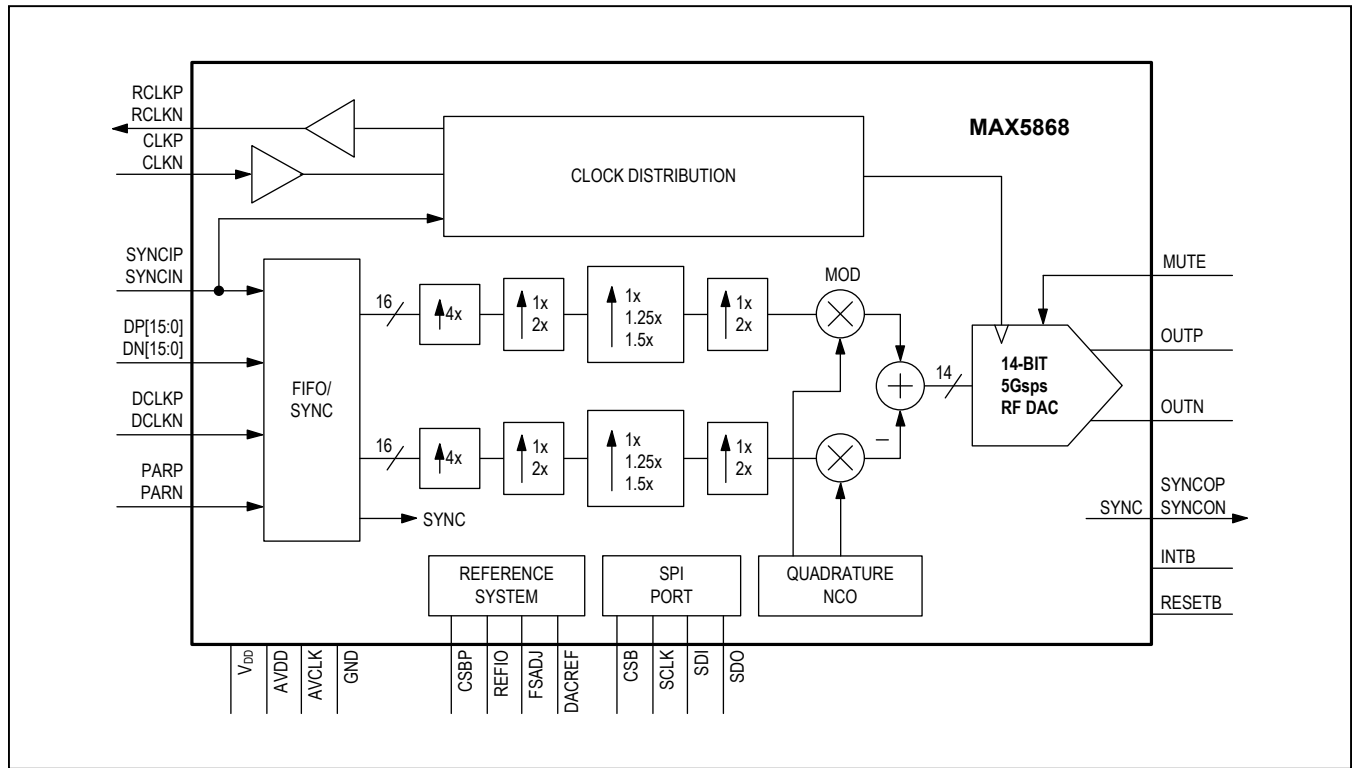 RCLKP
RCLKN
CLKP
CLKN
CLOCK DISTRIBUTION
MAX5868
SYNCIP
SYNCIN
DP[15:0]
DN[15:0]
DCLKP
DCLKN
PARP
PARN
FIFO/
SYNC
16
4x
1x
2x
1x
1.25x
1.5x
1x
2x
MOD
16
4x
1x
2x
1x
1.25x
1.5x
1x
2x
SYNC
+
−
14
14-BIT
5Gsps
RF DAC
MUTE
OUTP
OUTN
SYNC
SYNCOP
SYNCON
INTB
RESETB
REFERENCE
SYSTEM
SPI
PORT
QUADRATURE
NCO
VDD
AVDD
AVCLK
GND
CSBP
REFIO
FSADJ
DACREF
CSB
SCLK
SDI
SDO